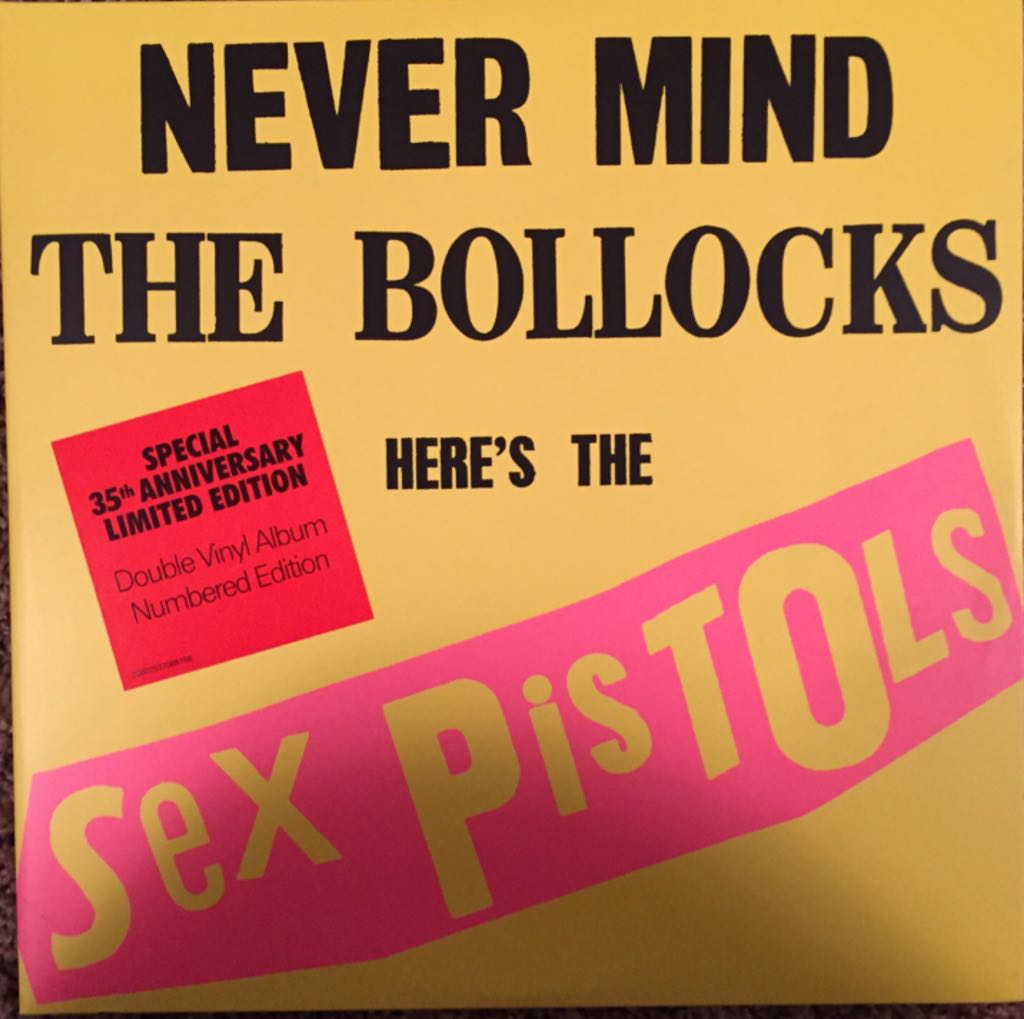 NEVER MIND
THE BOLLOCKS
SPECIAL
35th ANNIVERSARY
LIMITED EDITION
Double Vinyl Album
Numbered Edition
HERE'S THE
Sex PiSTOLS